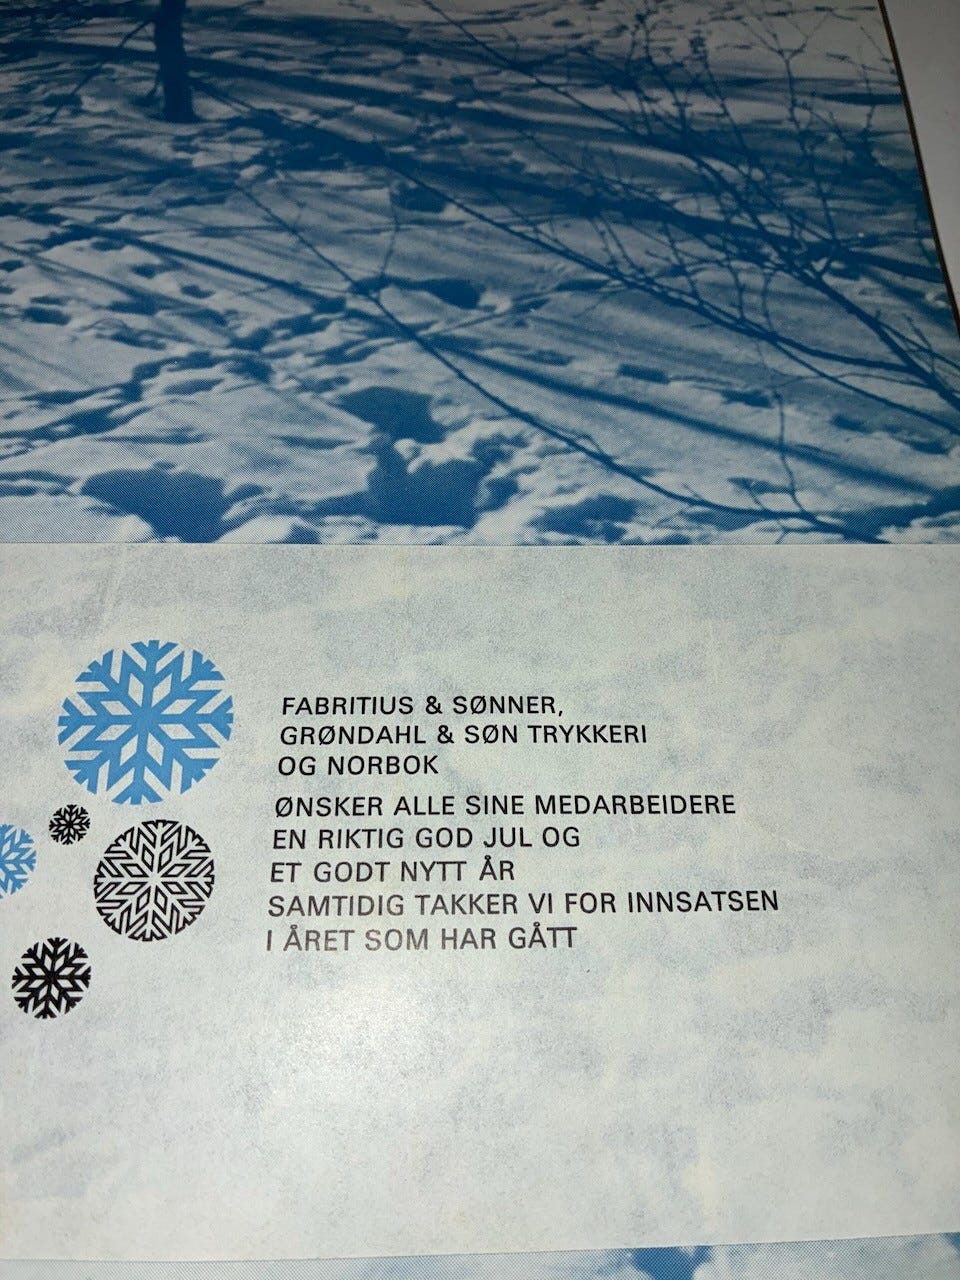 FABRITIUS & SØNNER,
GRØNDAHL & SØN TRYKKERI
OG NORBOK
ØNSKER ALLE SINE MEDARBEIDERE
EN RIKTIG GOD JUL OG
ET GODT NYTT ÅR
SAMTIDIG TAKKER VI FOR INNSATSEN
I ÅRET SOM HAR GÅTT